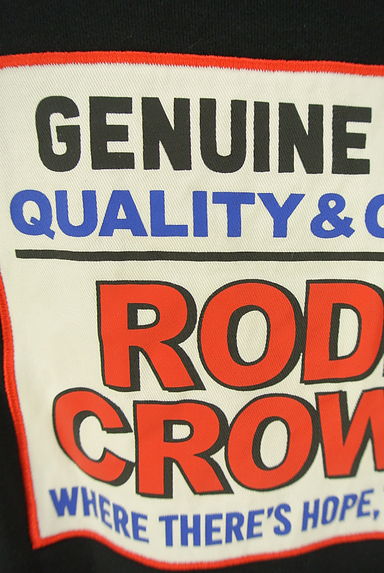 GENUINE
QUALITY & C
ROD
CROW
WHERE THERE'S HOPE,